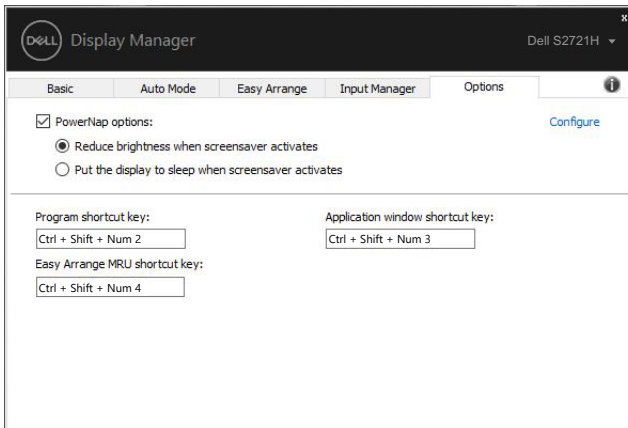 x
DELL Display Manager
Dell S2721H
Basic Auto Mode Easy Arrange Input Manager Options
PowerNap options: Configure
Reduce brightness when screensaver activates
Put the display to sleep when screensaver activates
Program shortcut key: Application window shortcut key:
Ctrl + Shift + Num 2 Ctrl + Shift + Num 3
Easy Arrange MRU shortcut key:
Ctrl + Shift + Num 4